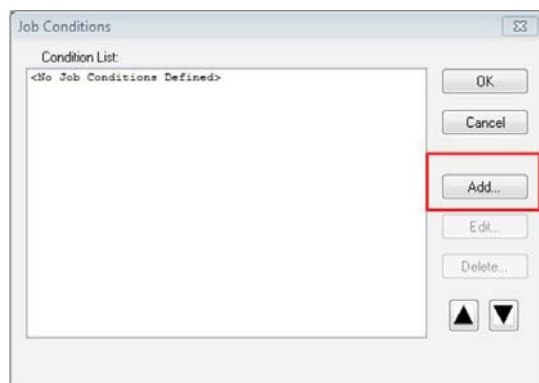 Job Conditions
Condition List:
<No Job Conditions Defined>
OK
Cancel
Add...
Edit...
Delete...